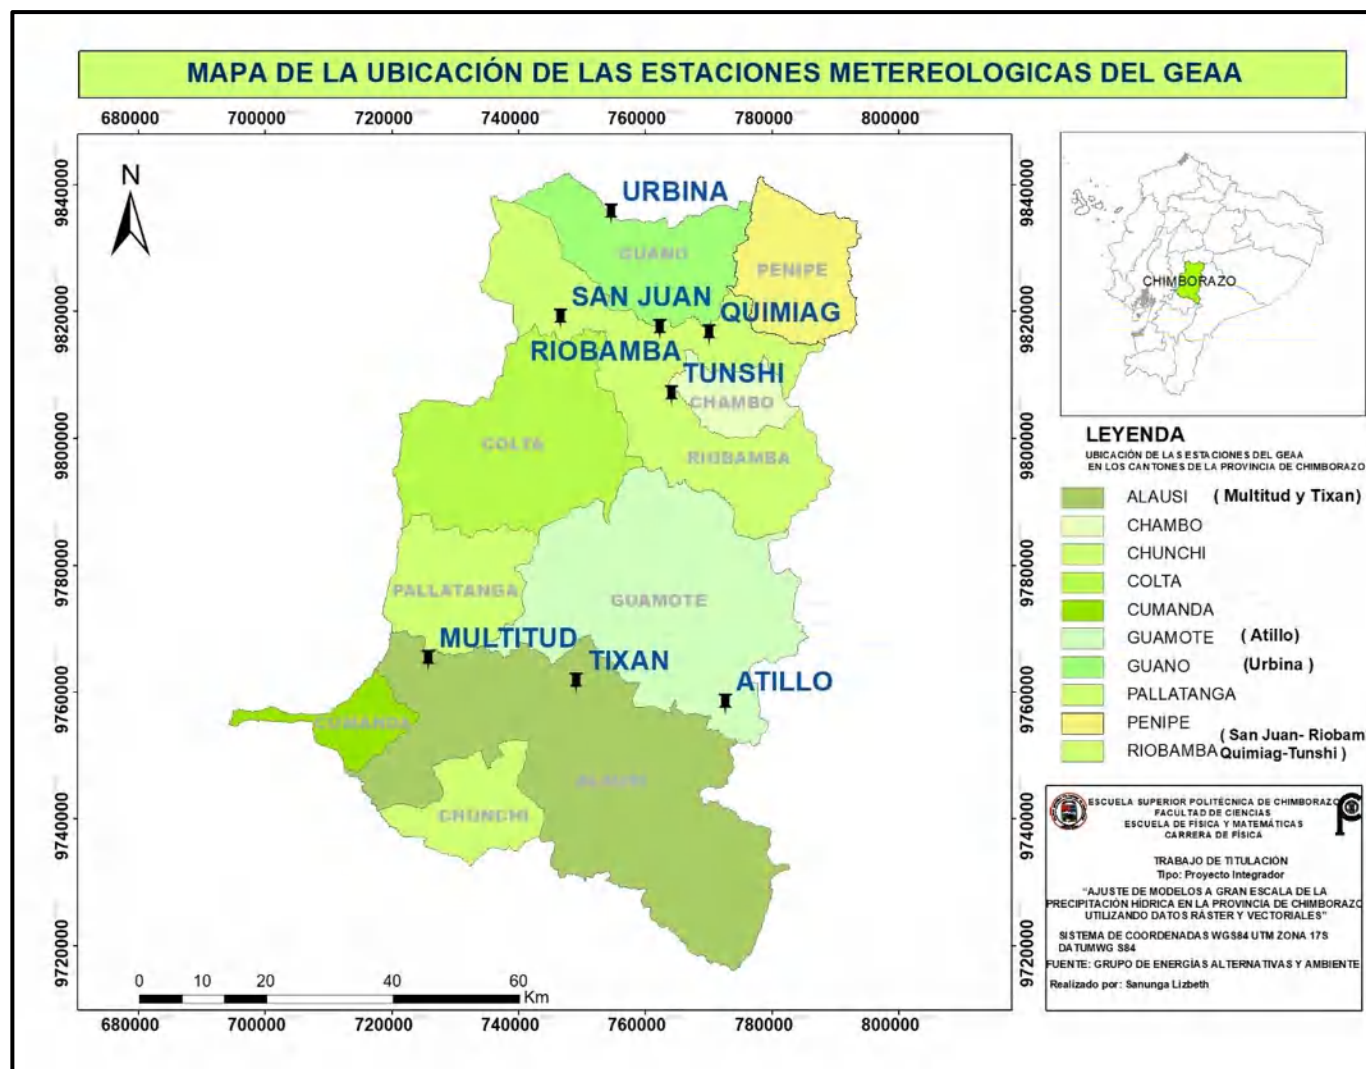 MAPA DE LA UBICACIÓN DE LAS ESTACIONES METEREOLOGICAS DEL GEAA
680000 700000 720000 740000 760000 780000 800000
N
9840000
9820000
9800000
9780000
9760000
9740000
9720000
URBINA
GUANO
PENIPE
SAN JUAN
QUIMIAG
RIOBAMBA
TUNSHI
CHAMBO
COLTA
RIOBAMBA
PALLATANGA
GUAMOTE
MULTITUD
TIXAN
ATILLO
CUMANDA
ALAUSI
CHUNCHI
0 10 20 40 60
Km
680000 700000 720000 740000 760000 780000 800000
9840000
9820000
9800000
9780000
9760000
9740000
9720000
CHIMBORAZO
LEYENDA
UBICACIÓN DE LAS ESTACIONES DEL GEAA
EN LOS CANTONES DE LA PROVINCIA DE CHIMBORAZO
ALAUSI ( Multitud y Tixan)
CHAMBO
CHUNCHI
COLTA
CUMANDA
GUAMOTE ( Atillo)
GUANO (Urbina )
PALLATANGA
PENIPE
( San Juan- Riobam
RIOBAMBA Quimiag-Tunshi )
ESCUELA SUPERIOR POLITÉCNICA DE CHIMBORAZO
FACULTAD DE CIENCIAS
ESCUELA DE FÍSICA Y MATEMÁTICAS
CARRERA DE FÍSICA
TRABAJO DE TITULACIÓN
Tipo: Proyecto Integrador
"AJUSTE DE MODELOS A GRAN ESCALA DE LA
PRECIPITACIÓN HÍDRICA EN LA PROVINCIA DE CHIMBORAZO
UTILIZANDO DATOS RÁSTER Y VECTORIALES"
SISTEMA DE COORDENADAS WGS84 UTM ZONA 17S
DATUMWG S84
FUENTE: GRUPO DE ENERGÍAS ALTERNATIVAS Y AMBIENTE
Realizado por: Sanunga Lizbeth